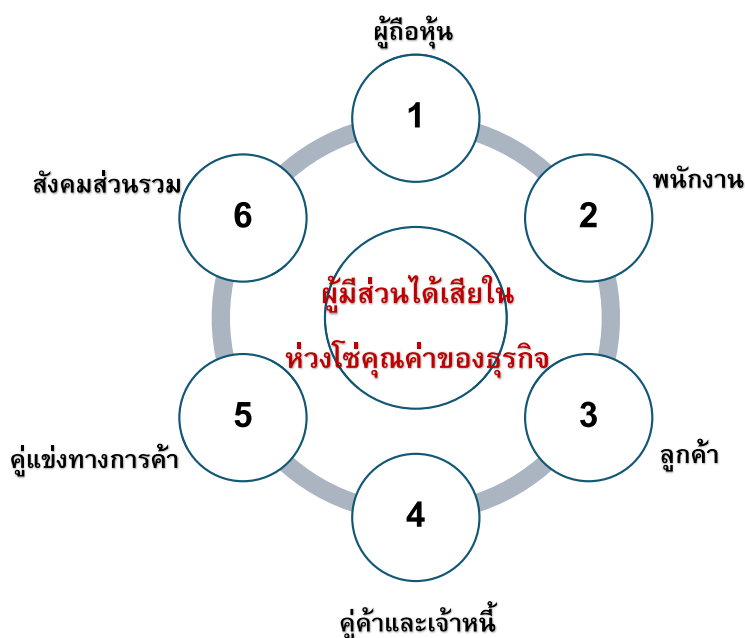 ผู้ถือหุ้น
1
พนักงาน
2
สังคมส่วนรวม
6
ผู้มีส่วนได้เสียใน
ห่วงโซ่คุณค่าของธุรกิจ
5
3
คู่แข่งทางการค้า
ลูกค้า
4
คู่ค้าและเจ้าหนี้